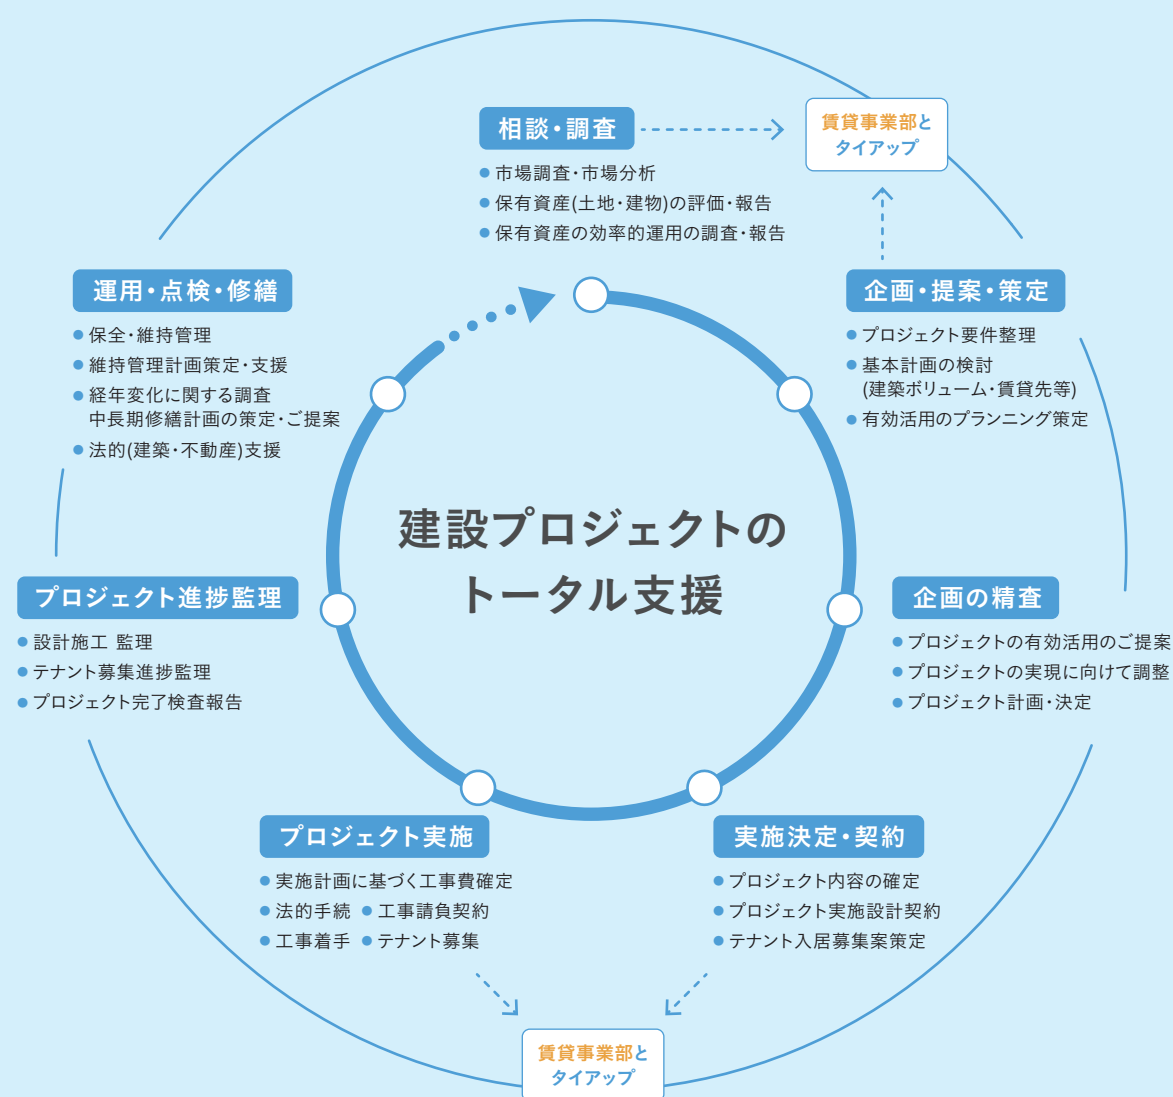 相談・調査
● 市場調査・市場分析
● 保有資産(土地・建物)の評価・報告
● 保有資産の効率的運用の調査・報告
賃貸事業部と
タイアップ
企画・提案・策定
● プロジェクト要件整理
● 基本計画の検討
(建築ボリューム・賃貸先等)
● 有効活用のプランニング策定
企画の精査
● プロジェクトの有効活用のご提案
● プロジェクトの実現に向けて調整
● プロジェクト計画・決定
実施決定・契約
● プロジェクト内容の確定
● プロジェクト実施設計契約
● テナント入居募集案策定
賃貸事業部と
タイアップ
プロジェクト実施
● 実施計画に基づく工事費確定
● 法的手続 ● 工事請負契約
● 工事着手 ● テナント募集
プロジェクト進捗監理
● 設計施工 監理
● テナント募集進捗監理
● プロジェクト完了検査報告
運用・点検・修繕
● 保全・維持管理
● 維持管理計画策定・支援
● 経年変化に関する調査
中長期修繕計画の策定・ご提案
● 法的(建築・不動産)支援
建設プロジェクトの
トータル支援